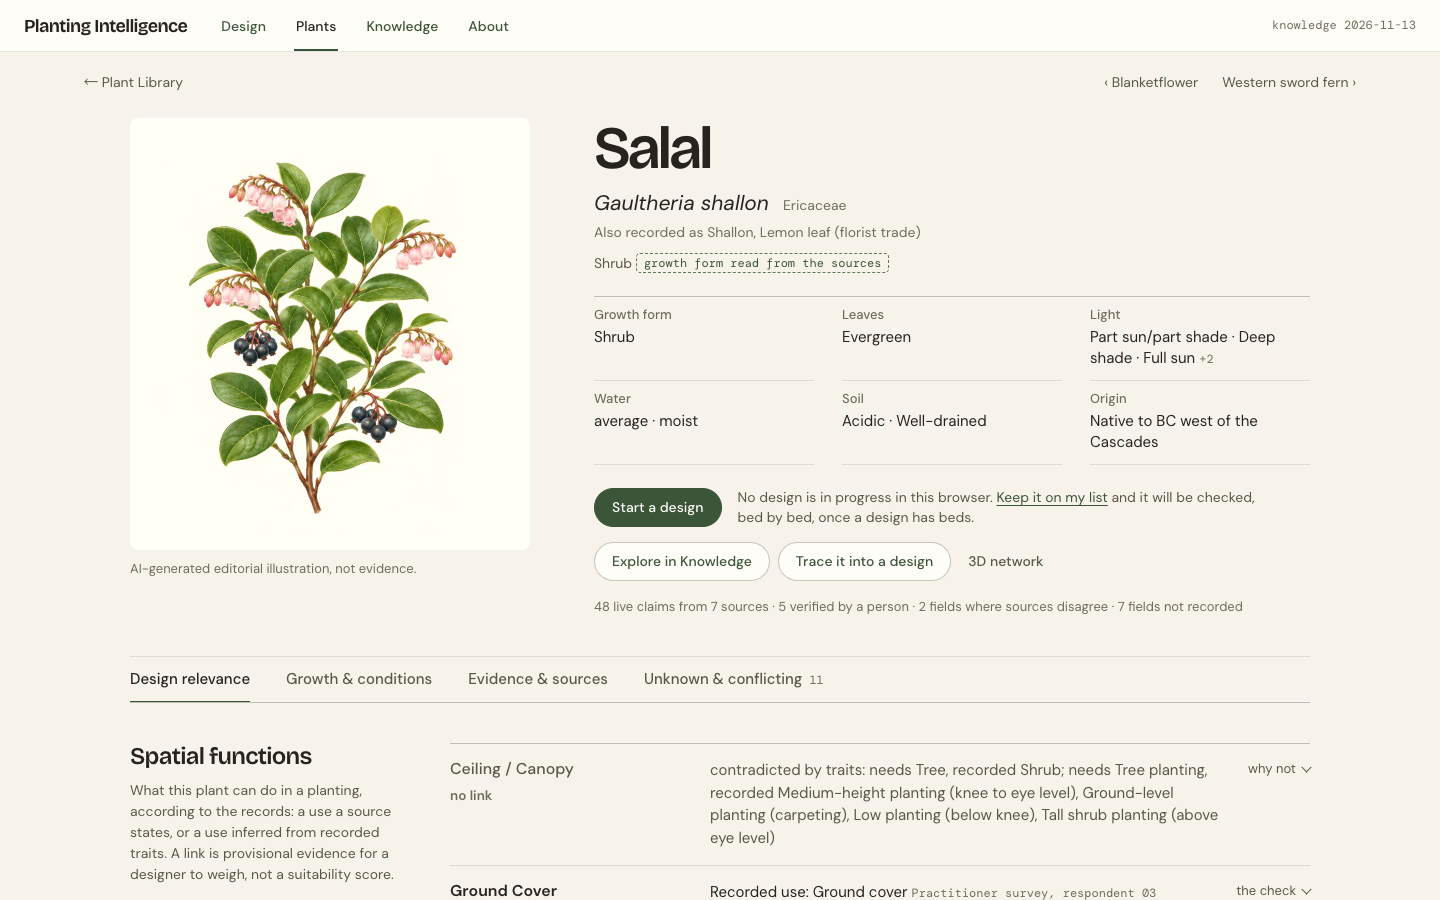 Planting Intelligence Design Plants Knowledge About knowledge 2026-11-13
← Plant Library ‹ Blanketflower Western sword fern ›
Salal
Gaultheria shallon Ericaceae
Also recorded as Shallon, Lemon leaf (florist trade)
Shrub growth form read from the sources
Growth form
Shrub
Leaves
Evergreen
Light
Part sun/part shade · Deep
shade · Full sun +2
Water
average · moist
Soil
Acidic · Well-drained
Origin
Native to BC west of the
Cascades
Start a design
No design is in progress in this browser. Keep it on my list and it will be checked,
bed by bed, once a design has beds.
Explore in Knowledge Trace it into a design 3D network
AI-generated editorial illustration, not evidence.
48 live claims from 7 sources · 5 verified by a person · 2 fields where sources disagree · 7 fields not recorded
Design relevance Growth & conditions Evidence & sources Unknown & conflicting 11
Spatial functions
What this plant can do in a planting,
according to the records: a use a source
states, or a use inferred from recorded
traits. A link is provisional evidence for a
designer to weigh, not a suitability score.
Ceiling / Canopy
no link
contradicted by traits: needs Tree, recorded Shrub; needs Tree planting,
recorded Medium-height planting (knee to eye level), Ground-level
planting (carpeting), Low planting (below knee), Tall shrub planting (above
eye level)
why not
Ground Cover
Recorded use: Ground cover Practitioner survey, respondent 03
the check